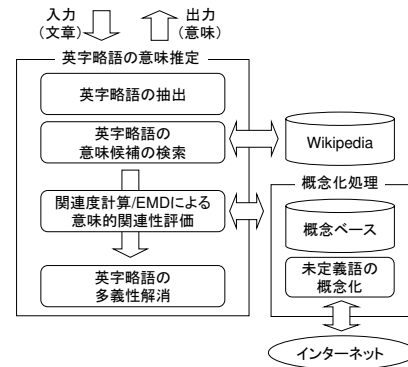 入力
(文章)
出力
(意味)
英字略語の意味推定
英字略語の抽出
英字略語の
意味候補の検索
関連度計算/EMDによる
意味的関連性評価
英字略語の
多義性解消
Wikipedia
概念化処理
概念ベース
未定義語の
概念化
インターネット